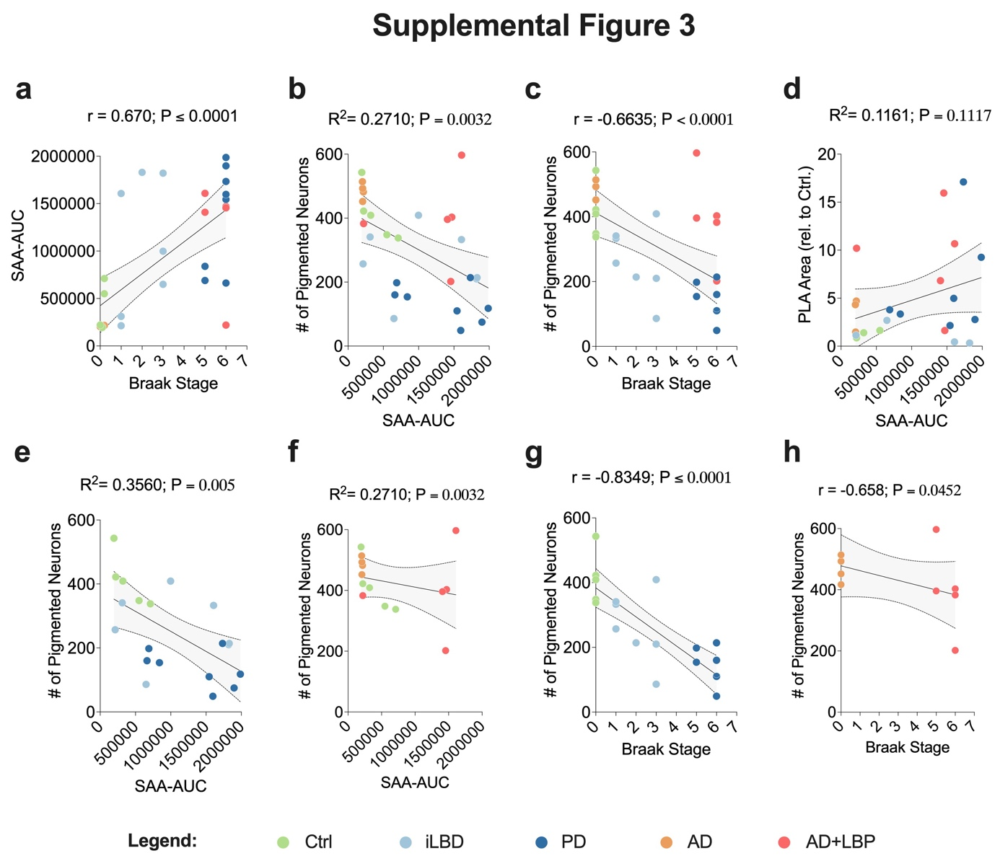 Supplemental Figure 3
a
r = 0.670; P ≤ 0.0001
SAA-AUC
2000000
1500000
1000000
500000
0
0 1 2 3 4 5 6 7
Braak Stage
b
R²= 0.2710; P = 0.0032
# of Pigmented Neurons
600
400
200
0
0 5000000 1000000 1500000 2000000
SAA-AUC
c
r = -0.6635; P < 0.0001
# of Pigmented Neurons
600
400
200
0
0 1 2 3 4 5 6 7
Braak Stage
d
R²= 0.1161; P = 0.1117
PLA Area (rel. to Ctrl.)
20
15
10
5
0
0 5000000 1000000 1500000 2000000
SAA-AUC
e
R²= 0.3560; P = 0.005
# of Pigmented Neurons
600
400
200
0
0 5000000 1000000 1500000 2000000
SAA-AUC
f
R²= 0.2710; P = 0.0032
# of Pigmented Neurons
600
400
200
0
0 5000000 1000000 1500000 2000000
SAA-AUC
g
r = -0.8349; P ≤ 0.0001
# of Pigmented Neurons
600
400
200
0
0 1 2 3 4 5 6 7
Braak Stage
h
r = -0.658; P = 0.0452
# of Pigmented Neurons
600
400
200
0
0 1 2 3 4 5 6 7
Braak Stage
Legend: Ctrl iLBD PD AD AD+LBP